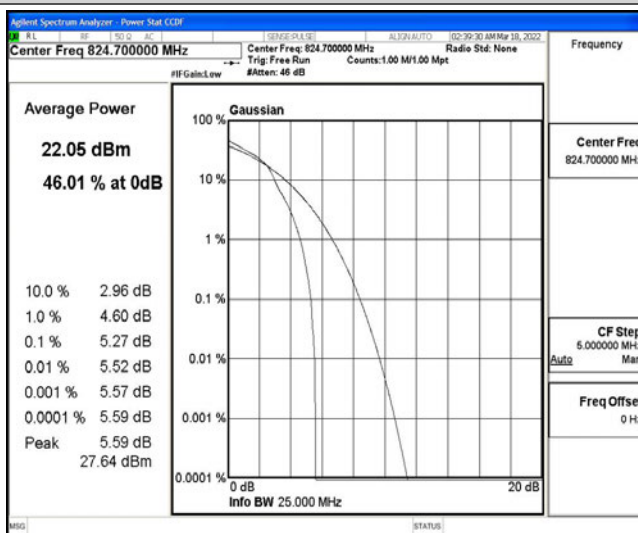 Agilent Spectrum Analyzer - Power Stat CCDF
RL RF 50 Ω AC SENSE:PULSE ALIGN AUTO 02:39:30 AM Mar 18, 2022
Center Freq 824.700000 MHz
Center Freq: 824.700000 MHz Radio Std: None
Trig: Free Run Counts:1.00 M/1.00 Mpt
#IFGain:Low #Atten: 46 dB
Frequency
Average Power
22.05 dBm
46.01 % at 0dB
10.0 % 2.96 dB
1.0 % 4.60 dB
0.1 % 5.27 dB
0.01 % 5.52 dB
0.001 % 5.57 dB
0.0001 % 5.59 dB
Peak 5.59 dB
27.64 dBm
Gaussian
100 %
10 %
1 %
0.1 %
0.01 %
0.001 %
0.0001 %
0 dB 20 dB
Info BW 25.000 MHz
Center Freq
824.700000 MHz
CF Step
5.000000 MHz
Auto Man
Freq Offse
0 Hz
MSG STATUS